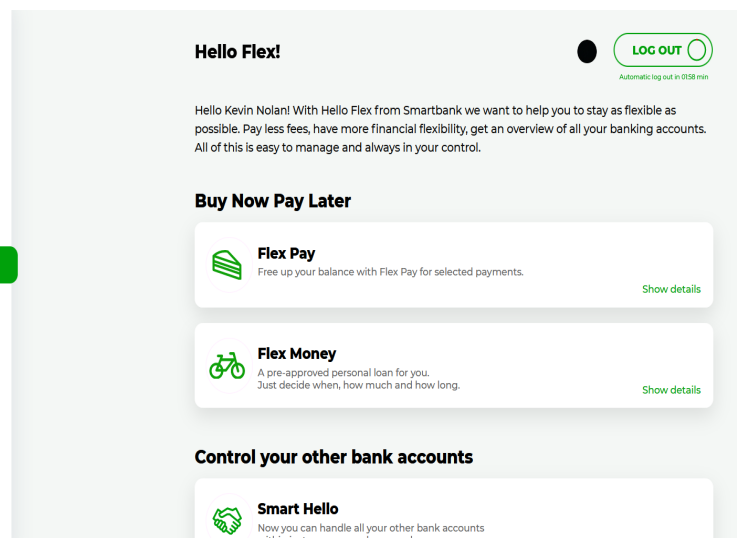 Hello Flex!
LOG OUT
Automatic log out in 01:58 min
Hello Kevin Nolan! With Hello Flex from Smartbank we want to help you to stay as flexible as
possible. Pay less fees, have more financial flexibility, get an overview of all your banking accounts.
All of this is easy to manage and always in your control.
Buy Now Pay Later
Flex Pay
Free up your balance with Flex Pay for selected payments.
Show details
Flex Money
A pre-approved personal loan for you.
Just decide when, how much and how long.
Show details
Control your other bank accounts
Smart Hello
Now you can handle all your other bank accounts